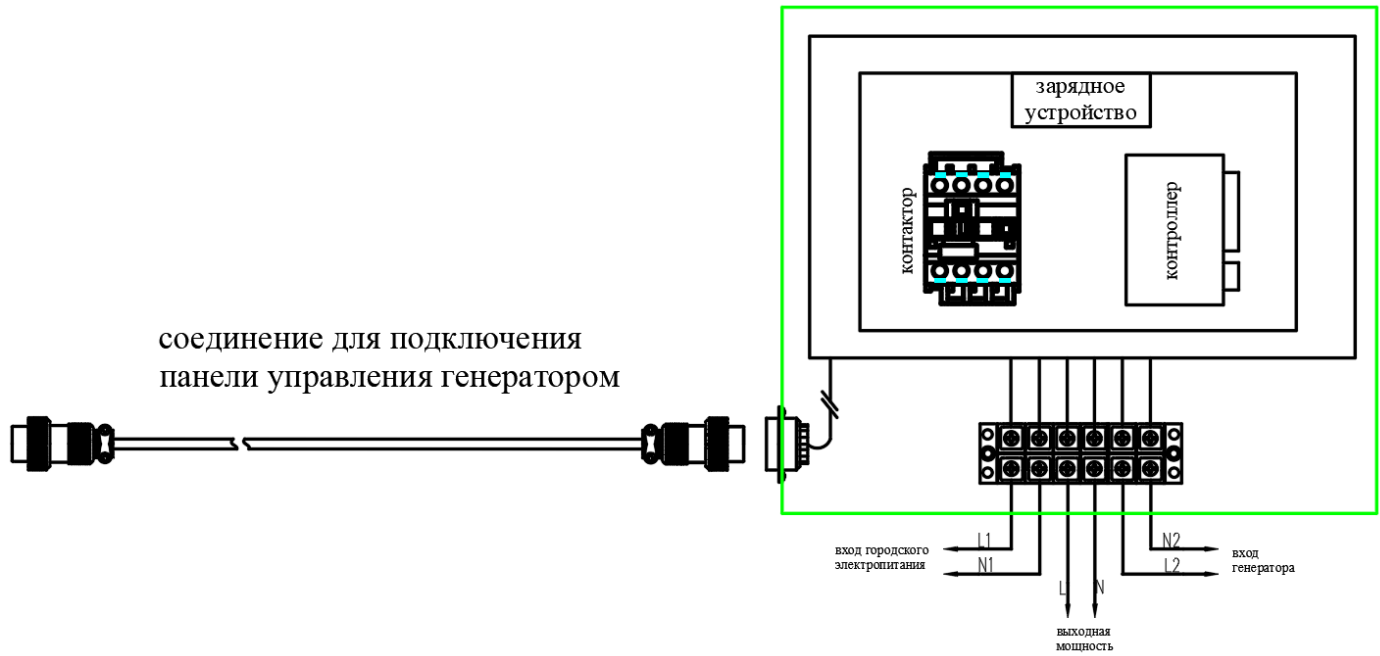 зарядное
устройство
контактор
контроллер
соединение для подключения
панели управления генератором
L1
N2
вход городского
электропитания
вход
генератора
N1
L2
L
N
выходная
мощность